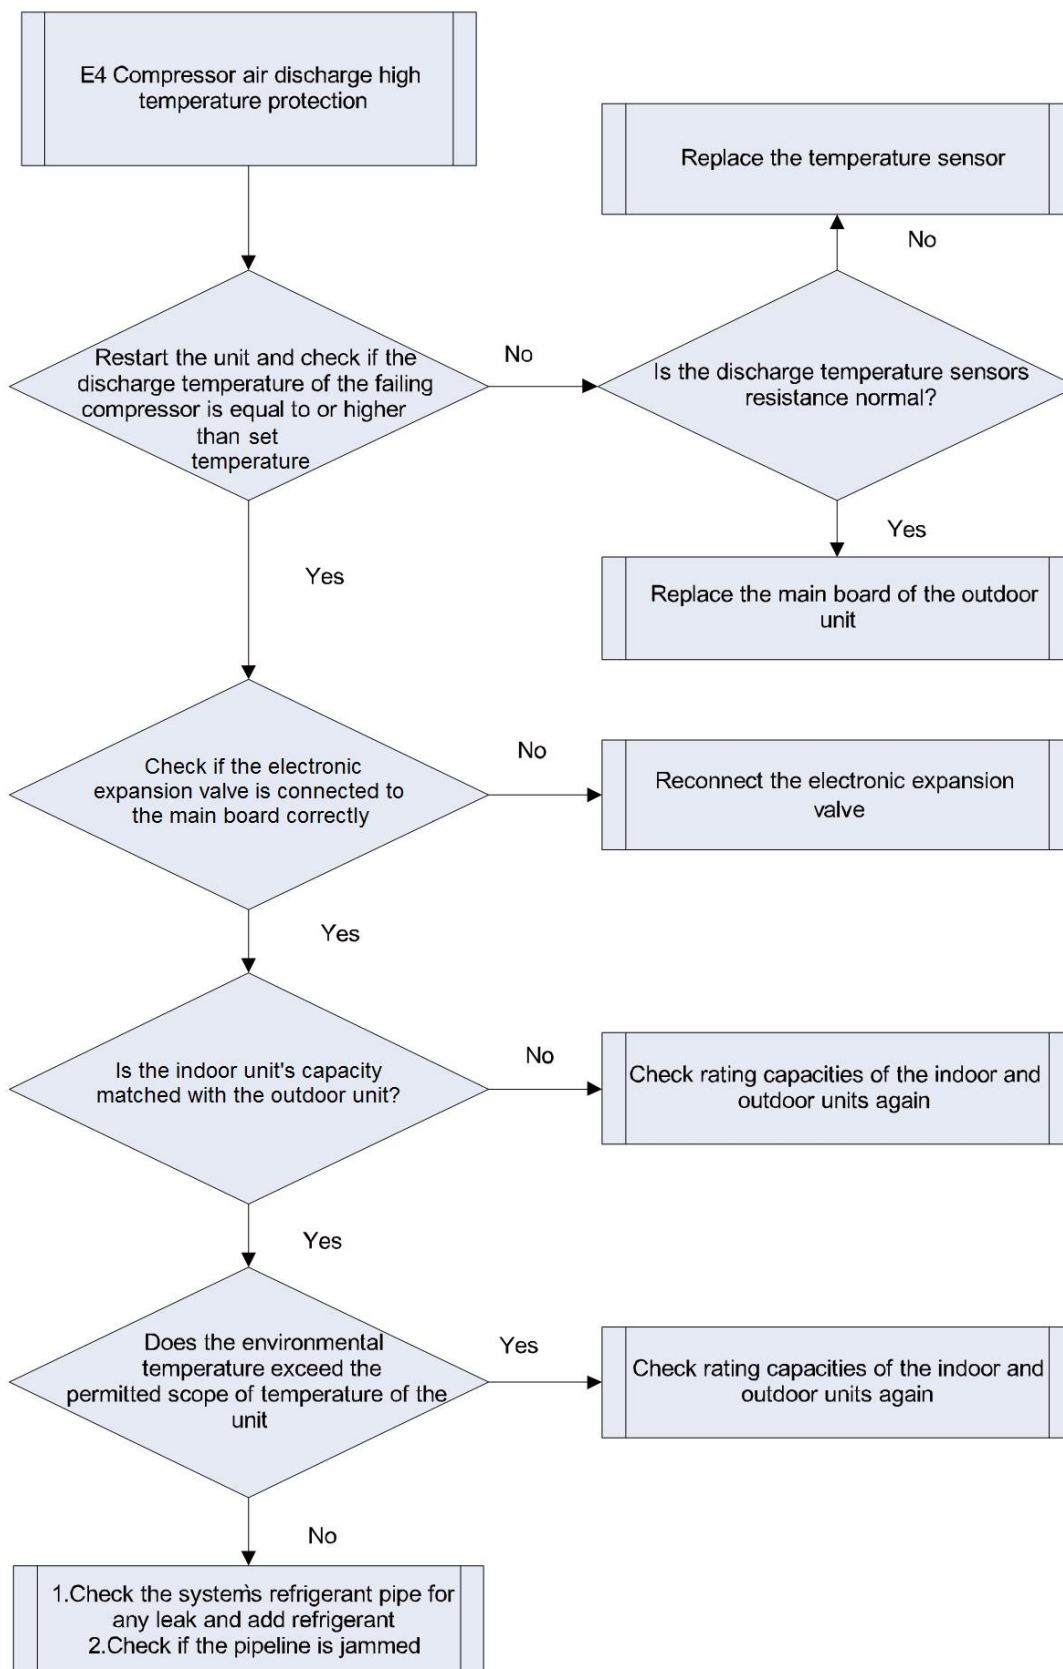 E4 Compressor air discharge high
temperature protection
Replace the temperature sensor
No
Restart the unit and check if the
discharge temperature of the failing
compressor is equal to or higher
than set
temperature
No
Is the discharge temperature sensors
resistance normal?
Yes
Yes
Replace the main board of the outdoor
unit
Check if the electronic
expansion valve is connected to
the main board correctly
No
Reconnect the electronic expansion
valve
Yes
Is the indoor unit's capacity
matched with the outdoor unit?
No
Check rating capacities of the indoor and
outdoor units again
Yes
Does the environmental
temperature exceed the
permitted scope of temperature of the
unit
Yes
Check rating capacities of the indoor and
outdoor units again
No
1.Check the system`s refrigerant pipe for
any leak and add refrigerant
2.Check if the pipeline is jammed